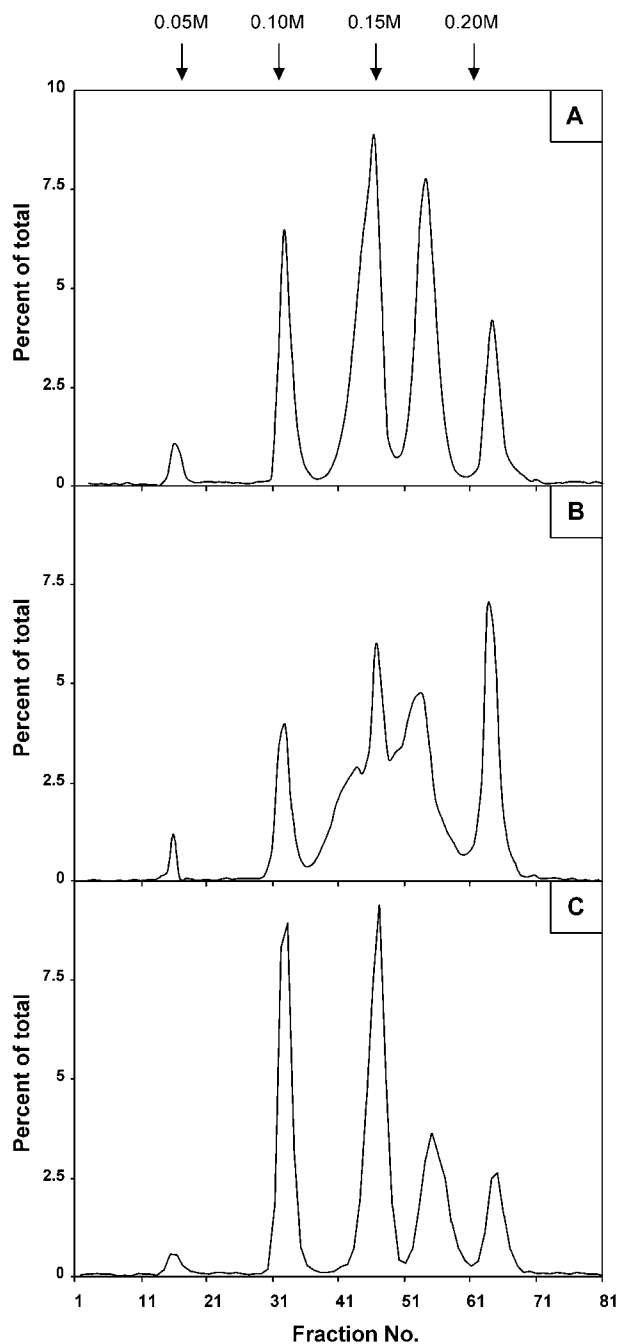 0.05M 0.10M 0.15M 0.20M
10
A
7.5
Percent of total
5
2.5
0
B
7.5
Percent of total
5
2.5
0
C
7.5
Percent of total
5
2.5
0
1 11 21 31 41 51 61 71 81
Fraction No.